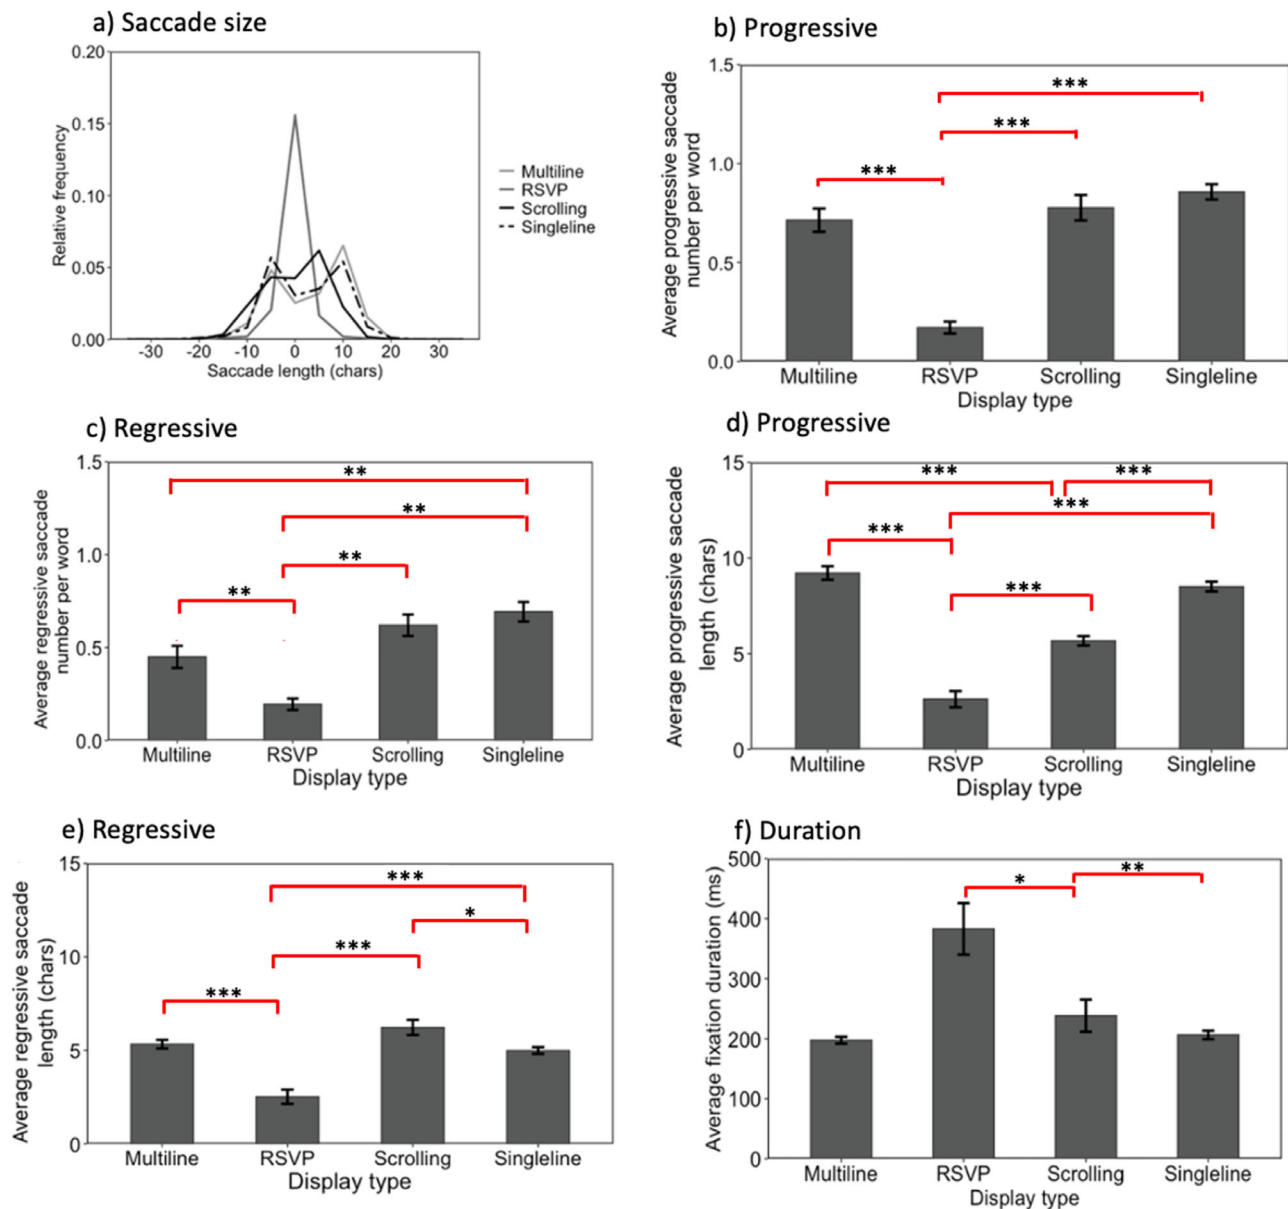 a) Saccade size
0.20
0.15
0.10
0.05
0.00
Relative frequency
-30 -20 -10 0 10 20 30
Saccade length (chars)
Multiline
RSVP
Scrolling
Singleline
b) Progressive
1.5
1.0
0.5
0.0
Average progressive saccade
number per word
***
***
***
Multiline RSVP Scrolling Singleline
Display type
c) Regressive
1.5
1.0
0.5
0.0
Average regressive saccade
number per word
**
**
**
**
Multiline RSVP Scrolling Singleline
Display type
d) Progressive
15
10
5
0
Average progressive saccade
length (chars)
*** ***
***
***
***
Multiline RSVP Scrolling Singleline
Display type
e) Regressive
15
10
5
0
Average regressive saccade
length (chars)
***
*
***
***
Multiline RSVP Scrolling Singleline
Display type
f) Duration
500
400
300
200
100
0
Average fixation duration (ms)
* **
Multiline RSVP Scrolling Singleline
Display type